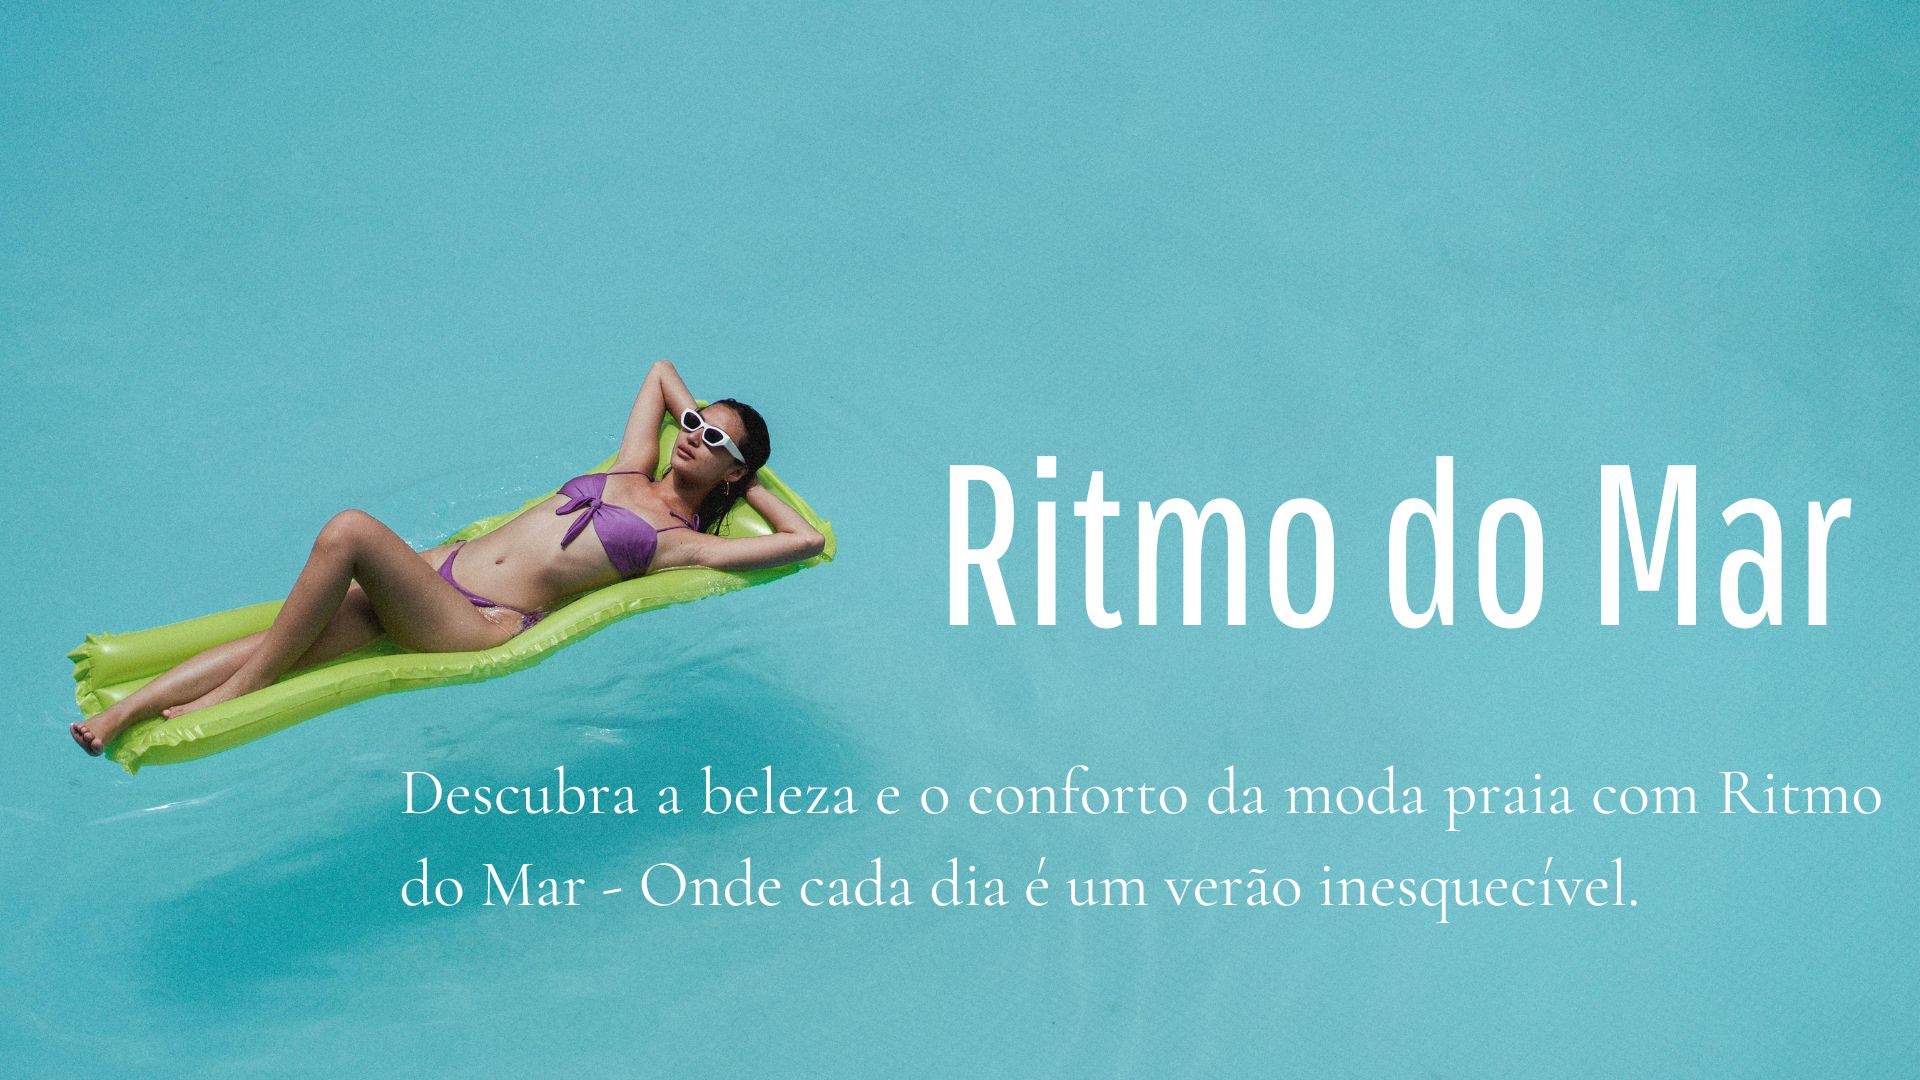 Ritmo do Mar
Descubra a beleza e o conforto da moda praia com Ritmo
do Mar - Onde cada dia é um verão inesquecível.